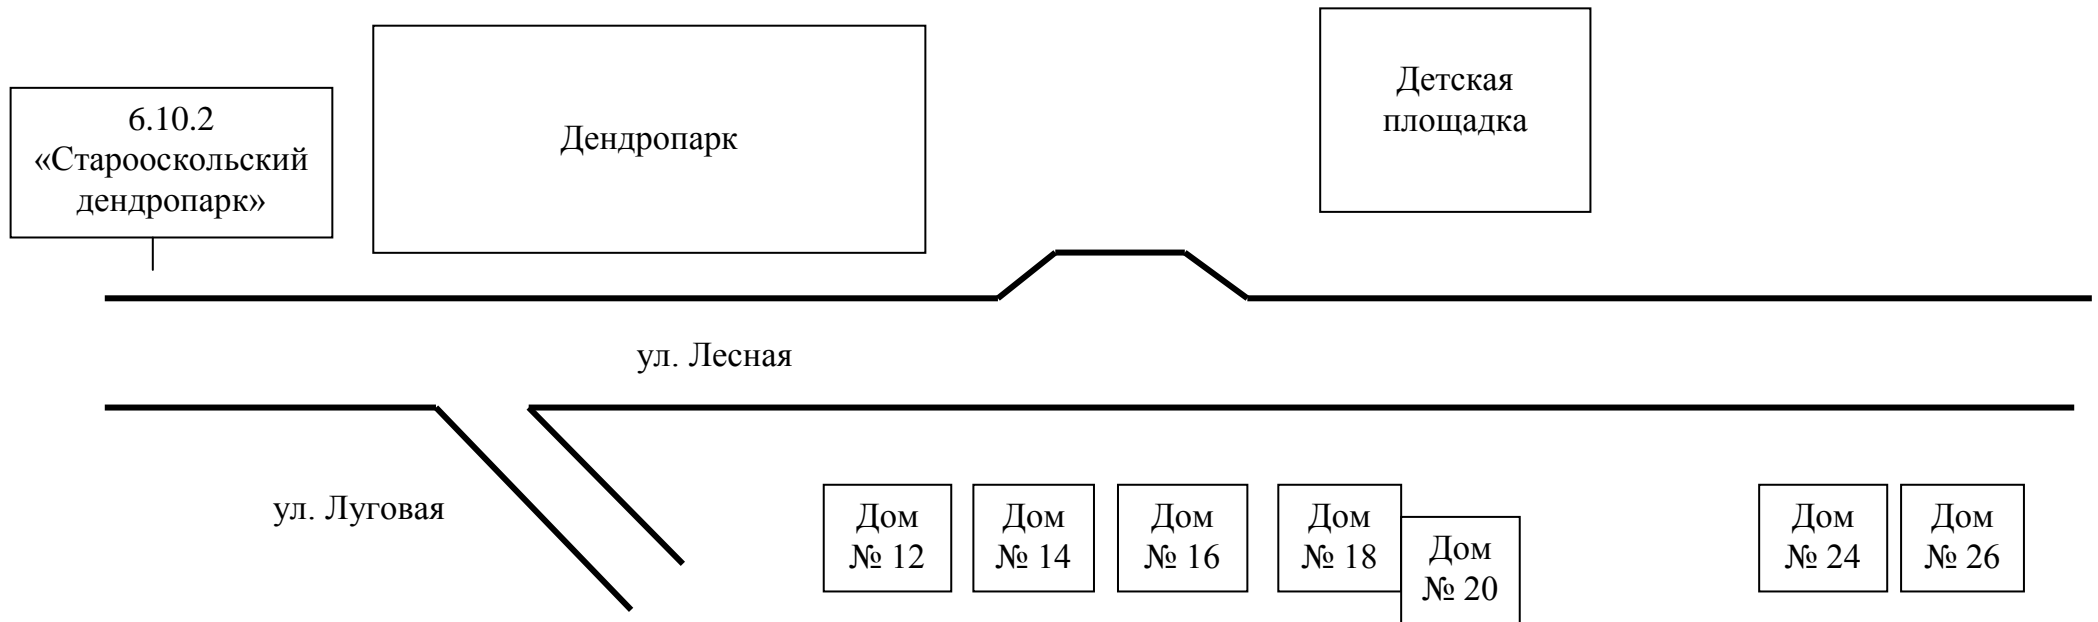 6.10.2
«Старооскольский
дендропарк»
Дендропарк
Детская
площадка
ул. Лесная
ул. Луговая
Дом
№ 12
Дом
№ 14
Дом
№ 16
Дом
№ 18
Дом
№ 20
Дом
№ 24
Дом
№ 26